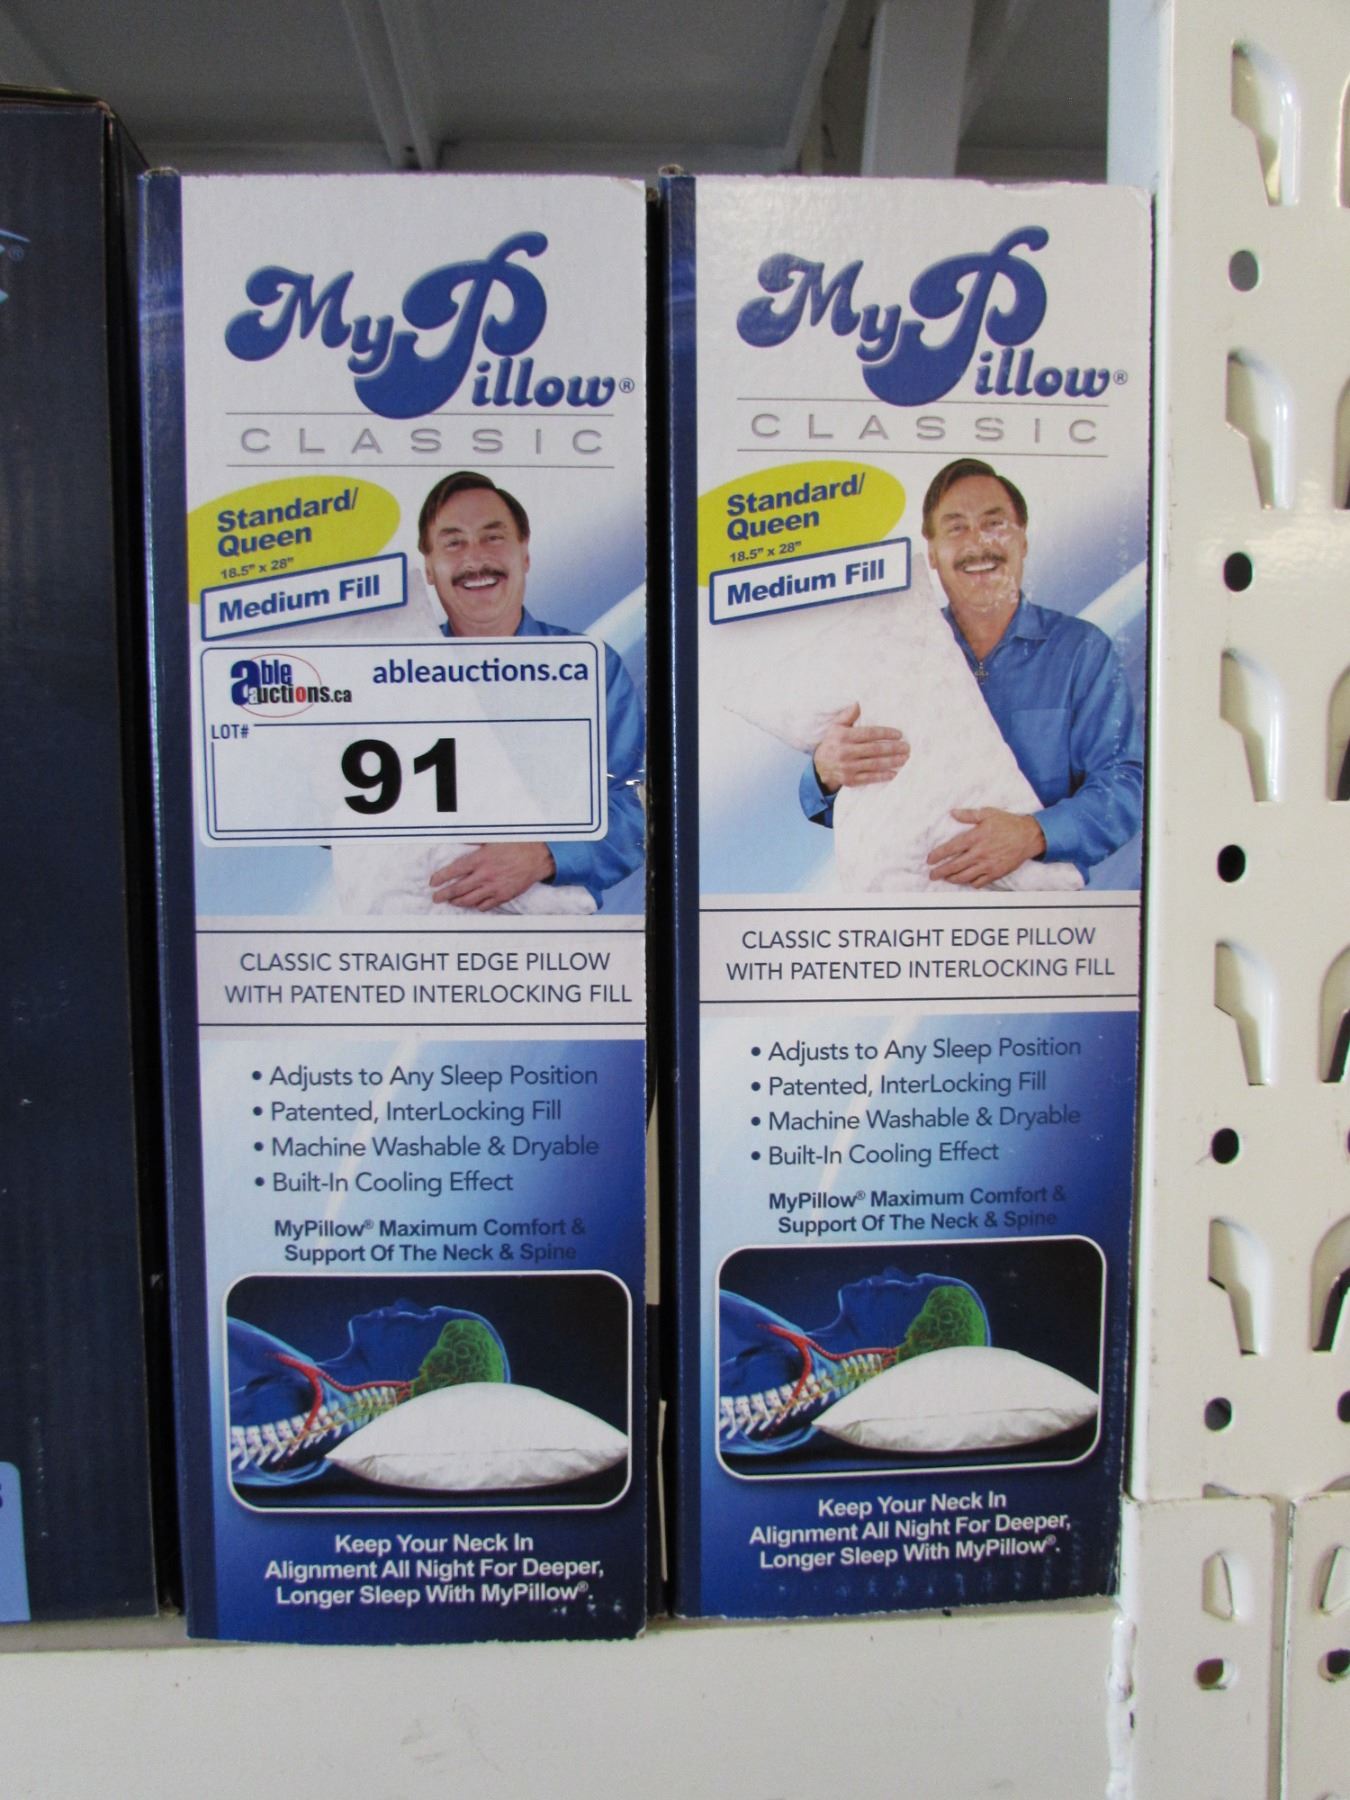 MyPillow®
CLASSIC
Standard/
Queen
18.5" x 28"
Medium Fill
able auctions.ca
ableauctions.ca
LOT#
91
CLASSIC STRAIGHT EDGE PILLOW
WITH PATENTED INTERLOCKING FILL
• Adjusts to Any Sleep Position
• Patented, InterLocking Fill
• Machine Washable & Dryable
• Built-In Cooling Effect
MyPillow® Maximum Comfort &
Support Of The Neck & Spine
Keep Your Neck In
Alignment All Night For Deeper,
Longer Sleep With MyPillow®.
MyPillow®
CLASSIC
Standard/
Queen
18.5" x 28"
Medium Fill
CLASSIC STRAIGHT EDGE PILLOW
WITH PATENTED INTERLOCKING FILL
• Adjusts to Any Sleep Position
• Patented, InterLocking Fill
• Machine Washable & Dryable
• Built-In Cooling Effect
MyPillow® Maximum Comfort &
Support Of The Neck & Spine
Keep Your Neck In
Alignment All Night For Deeper,
Longer Sleep With MyPillow®.